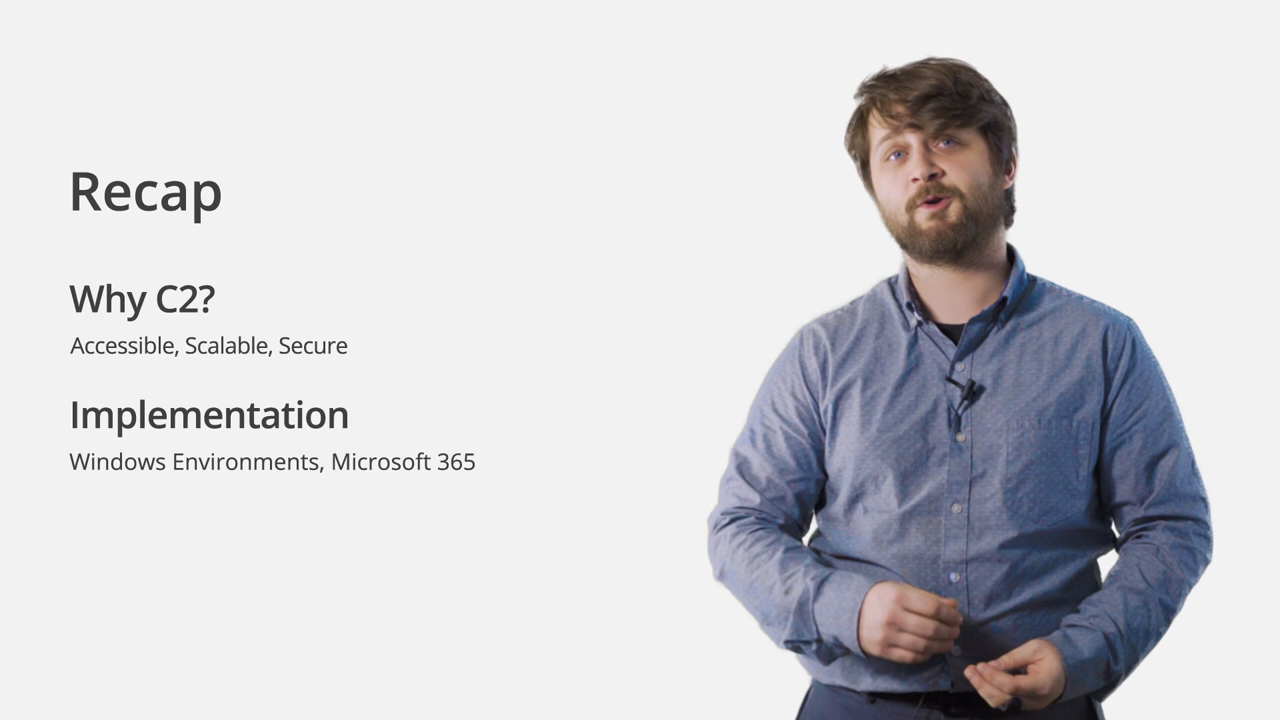 Recap
Why C2?
Accessible, Scalable, Secure
Implementation
Windows Environments, Microsoft 365